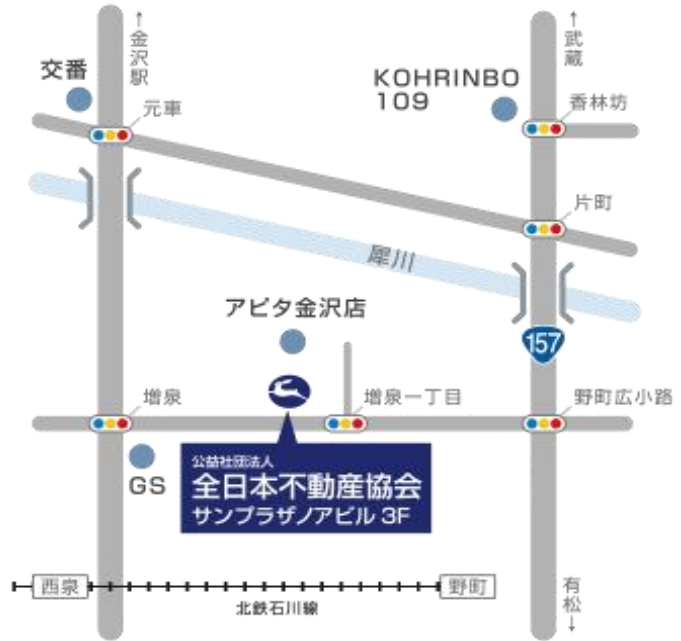 ↑金沢駅
↑武蔵
交番
元車
KOHRINBO
109
香林坊
片町
犀川
アピタ金沢店
157
増泉
増泉一丁目
野町広小路
GS
公益社団法人
全日本不動産協会
サンプラザノアビル 3F
西泉
野町
北鉄石川線
有松↓